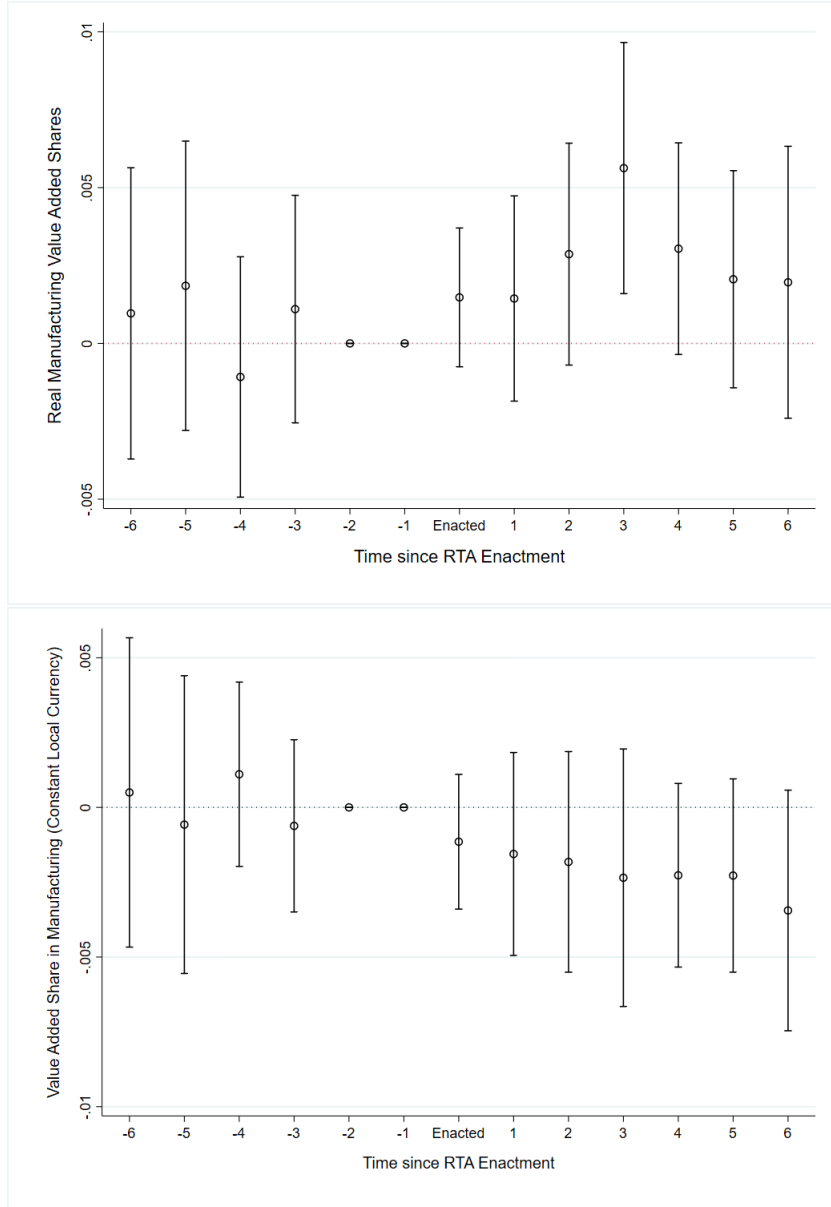 Real Manufacturing Value Added Shares
.01
.005
0
-.005
-6 -5 -4 -3 -2 -1 Enacted 1 2 3 4 5 6
Time since RTA Enactment
Value Added Share in Manufacturing (Constant Local Currency)
.005
0
-.005
-.01
-6 -5 -4 -3 -2 -1 Enacted 1 2 3 4 5 6
Time since RTA Enactment